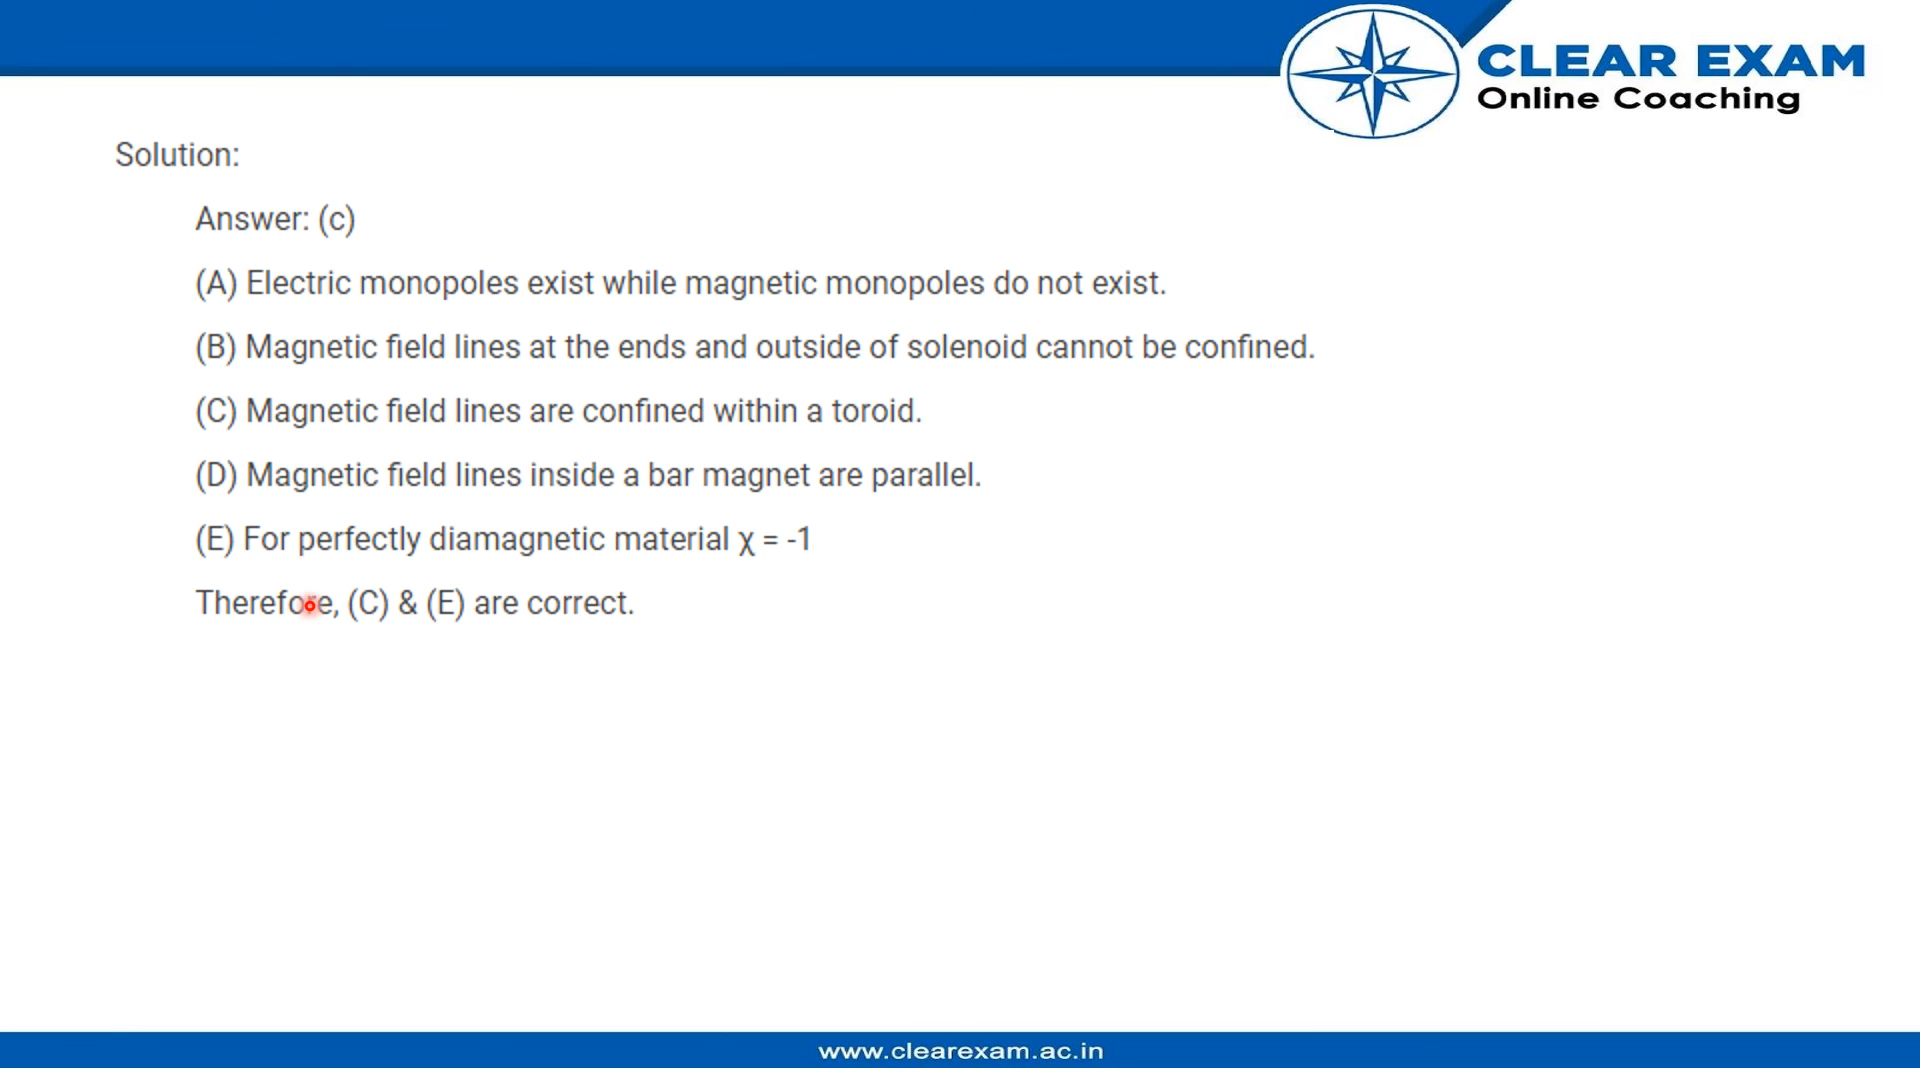 CLEAR EXAM
Online Coaching
Solution:
Answer: (c)
(A) Electric monopoles exist while magnetic monopoles do not exist.
(B) Magnetic field lines at the ends and outside of solenoid cannot be confined.
(C) Magnetic field lines are confined within a toroid.
(D) Magnetic field lines inside a bar magnet are parallel.
(E) For perfectly diamagnetic material χ = -1
Therefore, (C) & (E) are correct.
www.clearexam.ac.in